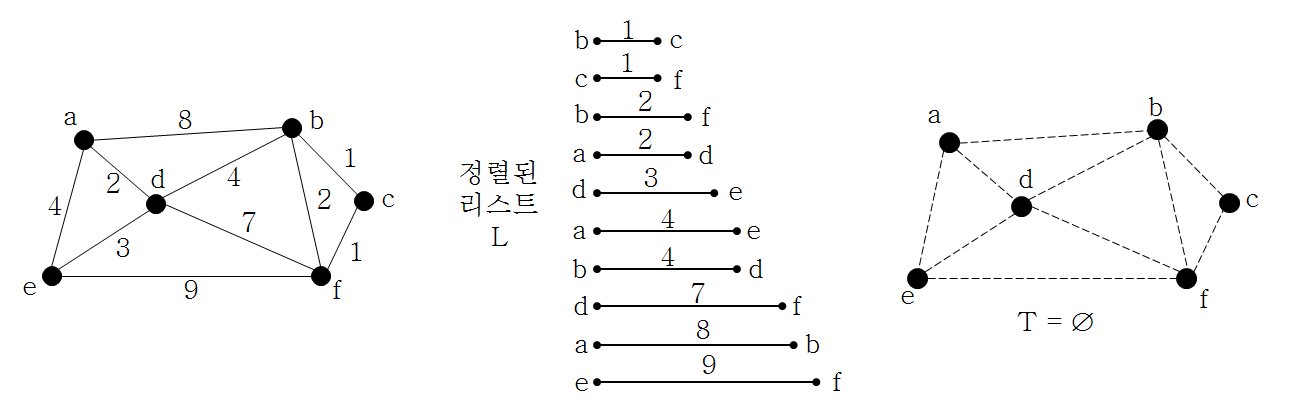 a 8 b
4 2 d 4 2 1 c
3 7 1
e 9 f
정렬된
리스트
L
b 1 c
c 1 f
b 2 f
a 2 d
d 3 e
a 4 e
b 4 d
d 7 f
a 8 b
e 9 f
a b
d c
e f
T = ∅